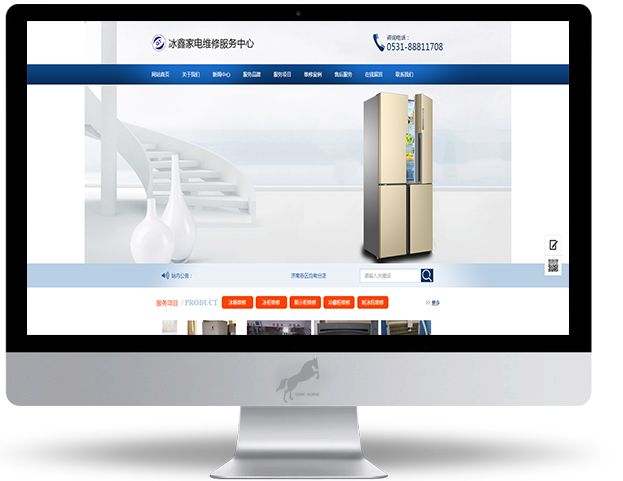 冰鑫家电维修服务中心
咨询电话：
0531-88811708
网站首页 关于我们 新闻中心 服务品牌 服务项目 维修案例 售后服务 在线留言 联系我们
站内公告： 济南市区均有分店 请输入关键词
服务项目 / PRODUCT 冰箱维修 冰柜维修 展示柜维修 冷藏柜维修 制冰机维修 >> 更多